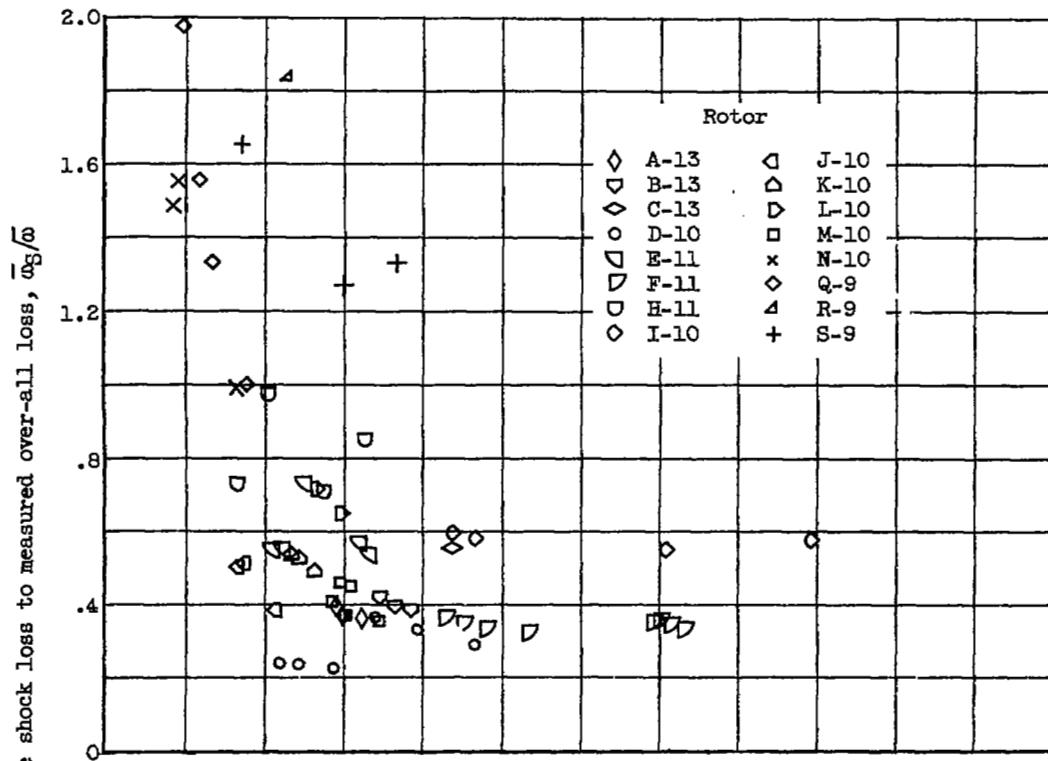 2.0
1.6
1.2
.8
.4
0
shock loss to measured over-all loss, ω̄S/ω̄
Rotor
A-13
B-13
C-13
D-10
E-11
F-11
H-11
I-10
J-10
K-10
L-10
M-10
N-10
Q-9
R-9
S-9